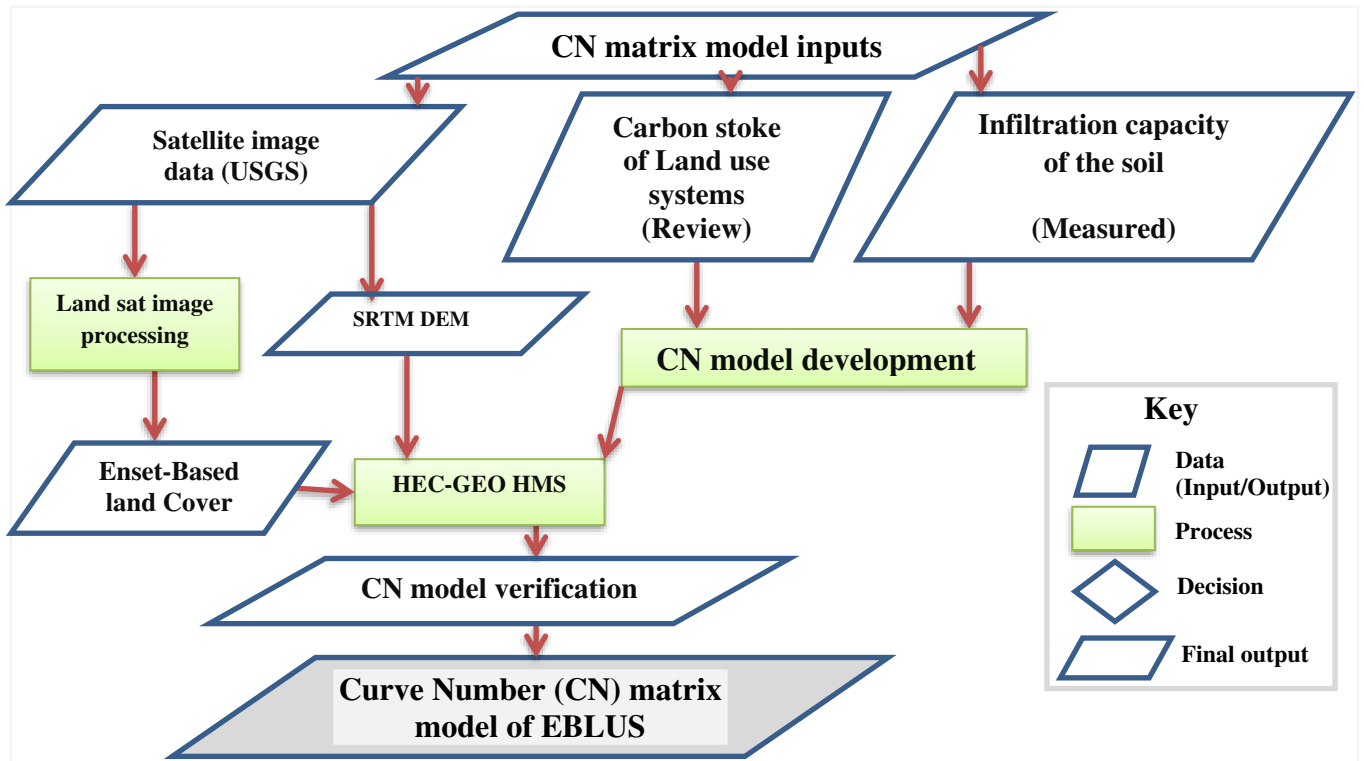 CN matrix model inputs
Satellite image
data (USGS)
Carbon stoke
of Land use
systems
(Review)
Infiltration capacity
of the soil
(Measured)
Land sat image
processing
SRTM DEM
CN model development
Enset-Based
land Cover
HEC-GEO HMS
CN model verification
Curve Number (CN) matrix
model of EBLUS
Key
Data
(Input/Output)
Process
Decision
Final output